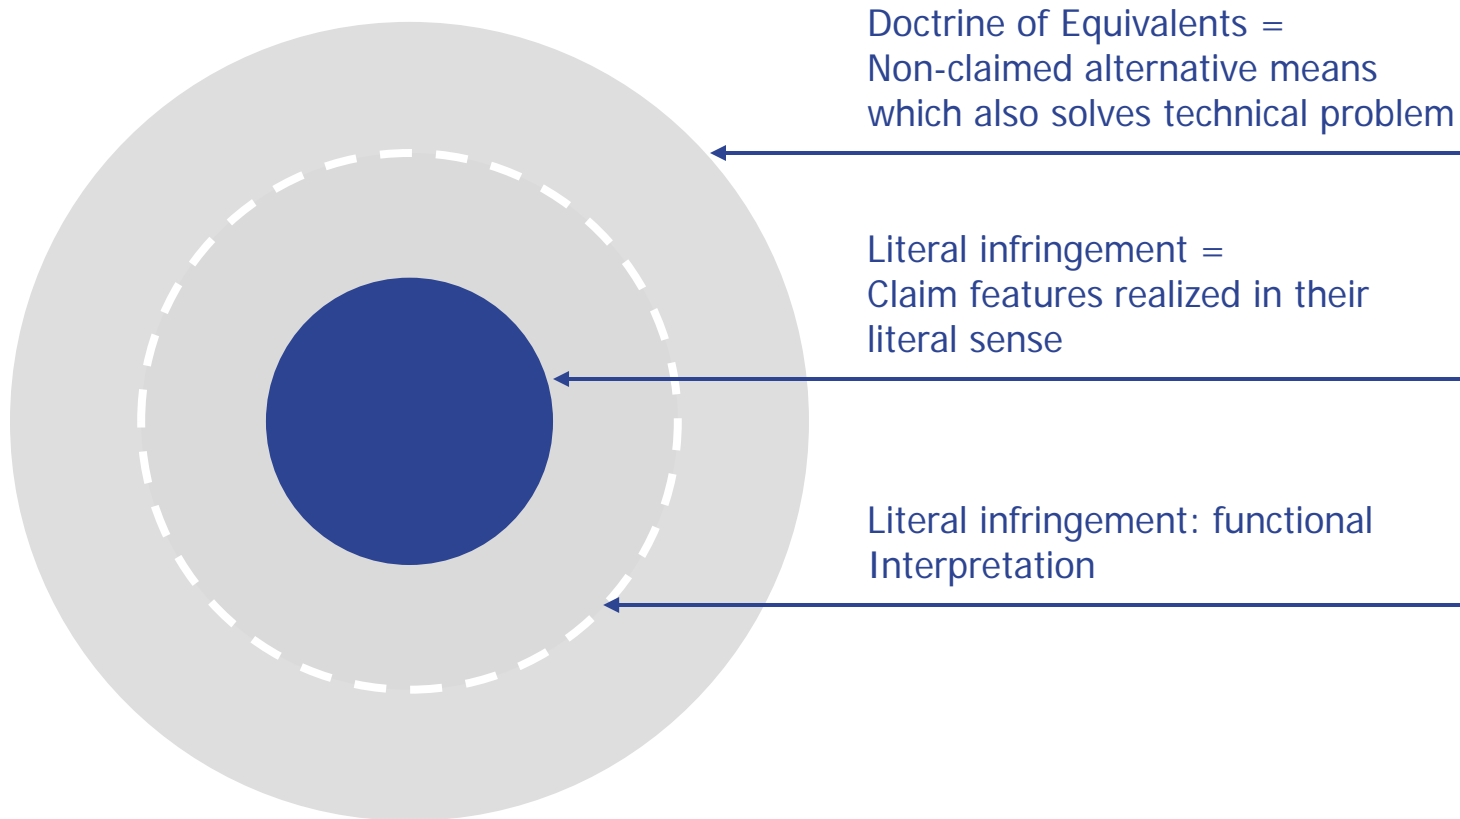 Doctrine of Equivalents =
Non-claimed alternative means
which also solves technical problem
Literal infringement =
Claim features realized in their
literal sense
Literal infringement: functional
Interpretation